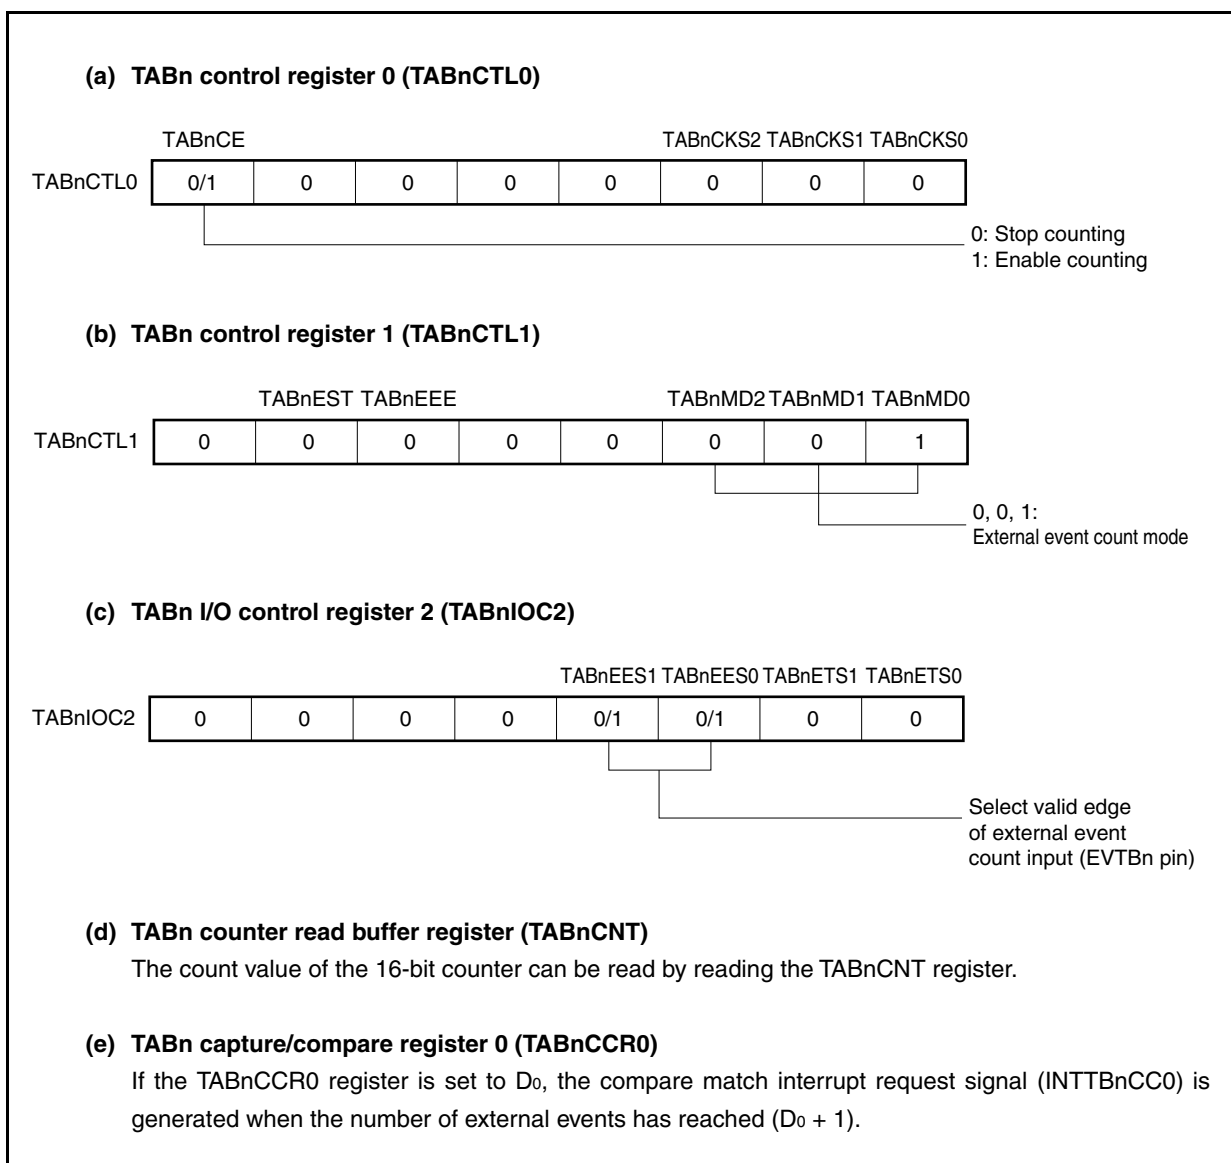 (a) TABn control register 0 (TABnCTL0)
TABnCE TABnCKS2 TABnCKS1 TABnCKS0
TABnCTL0 0/1 0 0 0 0 0 0 0
0: Stop counting
1: Enable counting
(b) TABn control register 1 (TABnCTL1)
TABnEST TABnEEE TABnMD2 TABnMD1 TABnMD0
TABnCTL1 0 0 0 0 0 0 0 1
0, 0, 1:
External event count mode
(c) TABn I/O control register 2 (TABnIOC2)
TABnEES1 TABnEES0 TABnETS1 TABnETS0
TABnIOC2 0 0 0 0 0/1 0/1 0 0
Select valid edge
of external event
count input (EVTBn pin)
(d) TABn counter read buffer register (TABnCNT)
The count value of the 16-bit counter can be read by reading the TABnCNT register.
(e) TABn capture/compare register 0 (TABnCCR0)
If the TABnCCR0 register is set to D₀, the compare match interrupt request signal (INTTBnCC0) is
generated when the number of external events has reached (D₀ + 1).